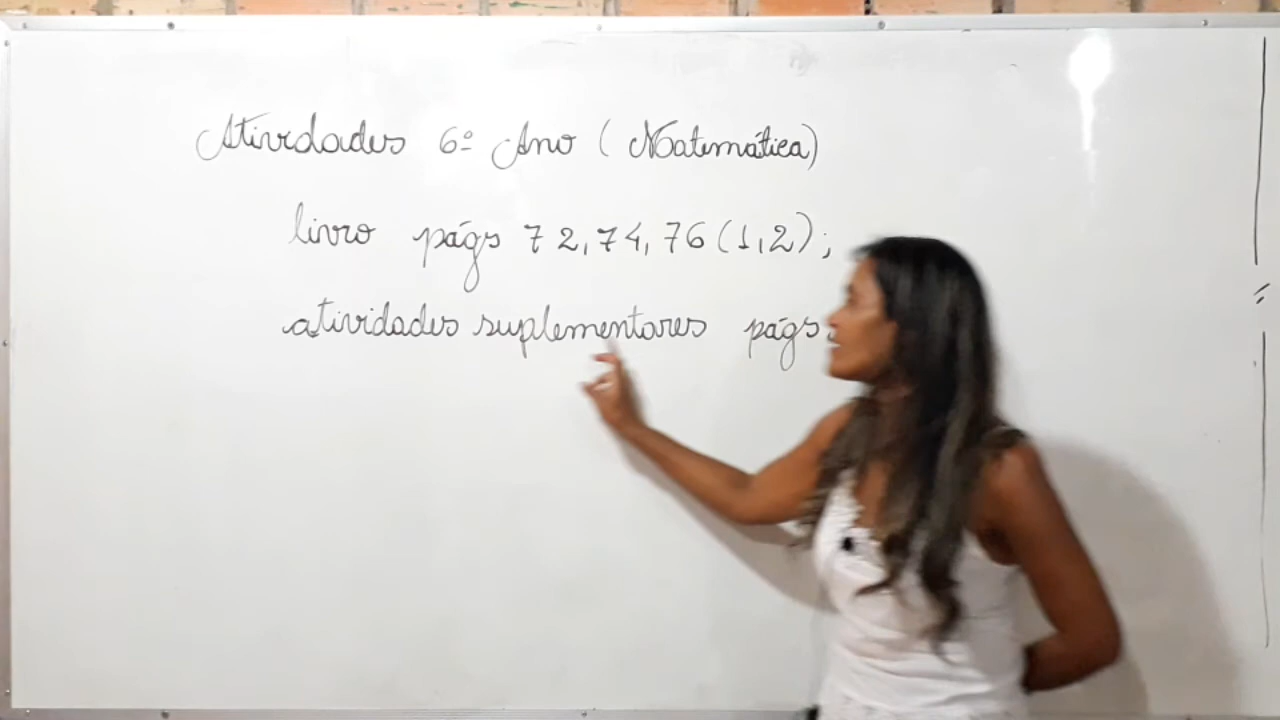 Atividades 6º Ano (Matemática)
livro págs 72, 74, 76 (1,2);
atividades suplementares págs